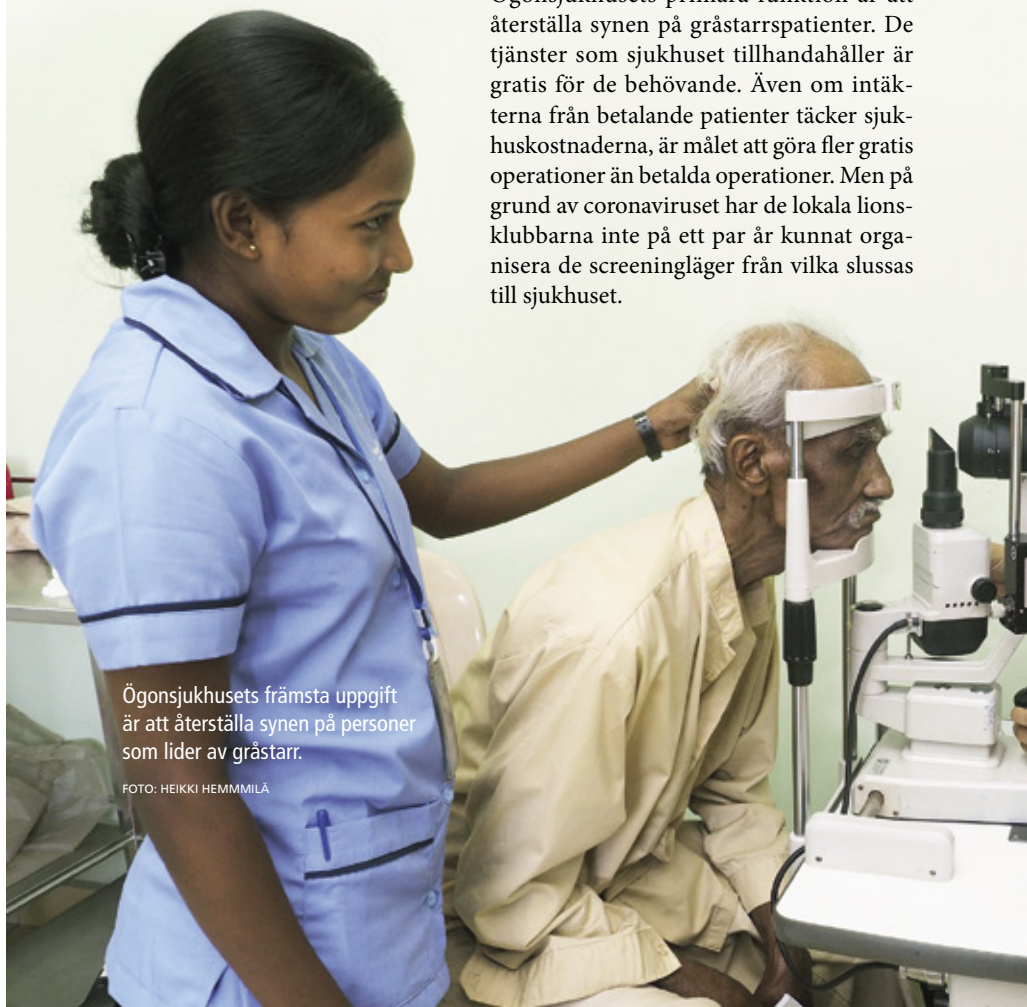 Ögonsjukhusets primära funktion är att
återställa synen på gråstarrspatienter. De
tjänster som sjukhuset tillhandahåller är
gratis för de behövande. Även om intäk-
terna från betalande patienter täcker sjuk-
huskostnaderna, är målet att göra fler gratis
operationer än betalda operationer. Men på
grund av coronaviruset har de lokala lions-
klubbarna inte på ett par år kunnat orga-
nisera de screeningläger från vilka slussas
till sjukhuset.
Ögonsjukhusets främsta uppgift
är att återställa synen på personer
som lider av gråstarr.
FOTO: HEIKKI HEMMMILÄ